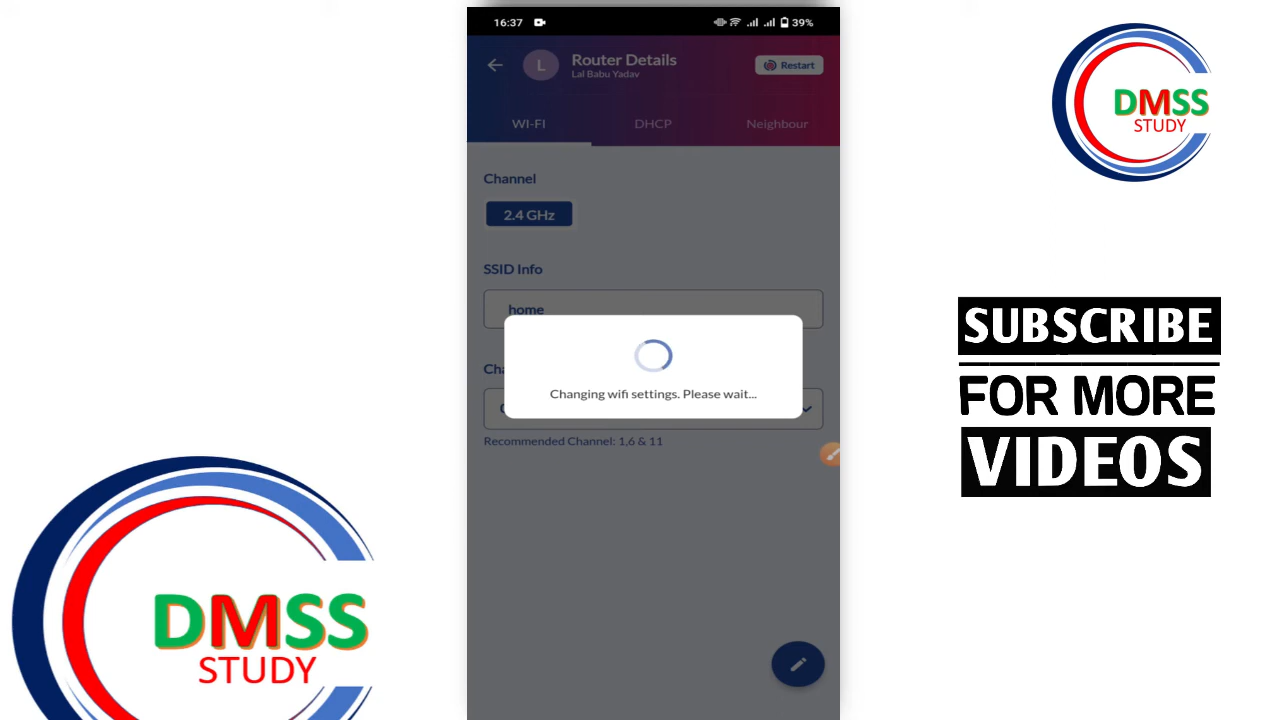 16:37
39%
L
Router Details
Lal Babu Yadav
Restart
WI-FI
DHCP
Neighbour
Channel
2.4 GHz
SSID Info
home
Changing wifi settings. Please wait...
Recommended Channel: 1,6 & 11
DMSS
STUDY
SUBSCRIBE
FOR MORE
VIDEOS
DMSS
STUDY